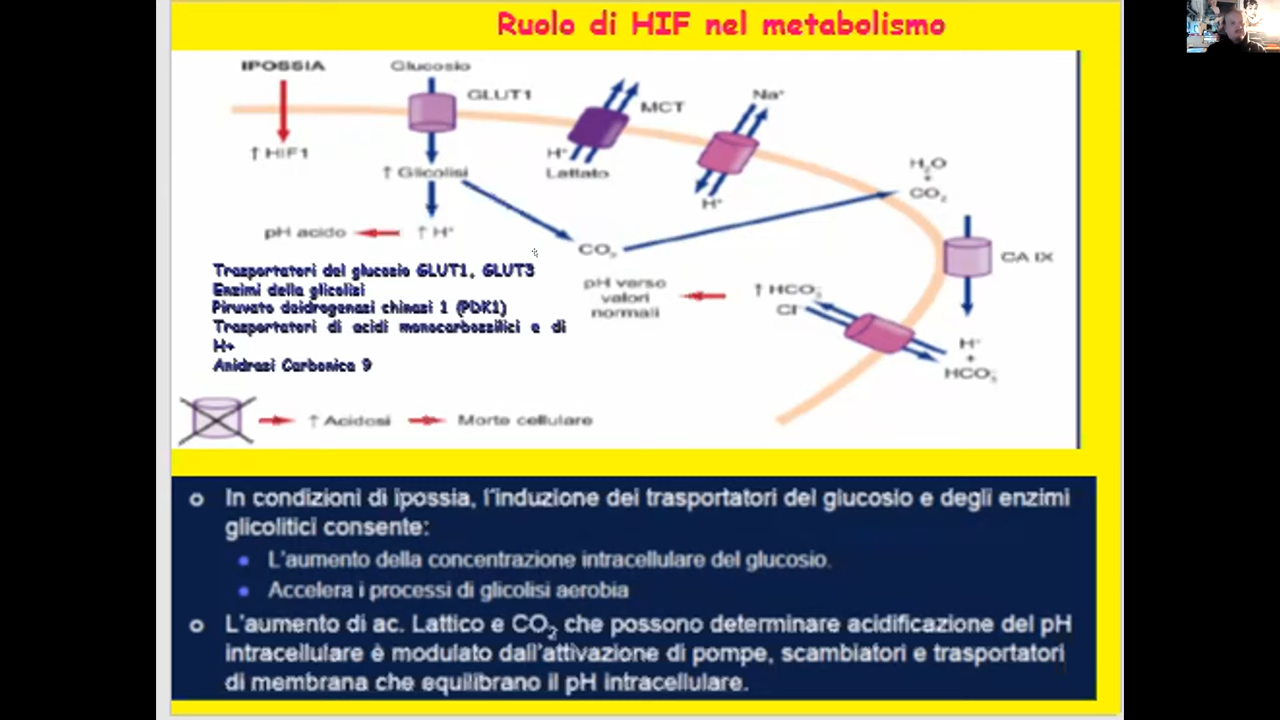 Ruolo di HIF nel metabolismo
IPOSSIA
Glucosio
GLUT1
MCT
Na⁺
↑ HIF1
↑ Glicolisi
H⁺
Lattato
H⁺
H₂O
+
CO₂
pH acido
↑ H⁺
CO₂
CA IX
Trasportatori del glucosio GLUT1, GLUT3
Enzimi della glicolisi
Piruvato deidrogenasi chinasi 1 (PDK1)
Trasportatori di acidi monocarbossilici e di
H+
Anidrasi Carbonica 9
pH verso
valori
normali
↑ HCO₃⁻
Cl⁻
H⁺
+
HCO₃⁻
↑ Acidosi
Morte cellulare
o In condizioni di ipossia, l'induzione dei trasportatori del glucosio e degli enzimi
glicolitici consente:
• L'aumento della concentrazione intracellulare del glucosio.
• Accelera i processi di glicolisi aerobia
o L'aumento di ac. Lattico e CO₂ che possono determinare acidificazione del pH
intracellulare è modulato dall'attivazione di pompe, scambiatori e trasportatori
di membrana che equilibrano il pH intracellulare.